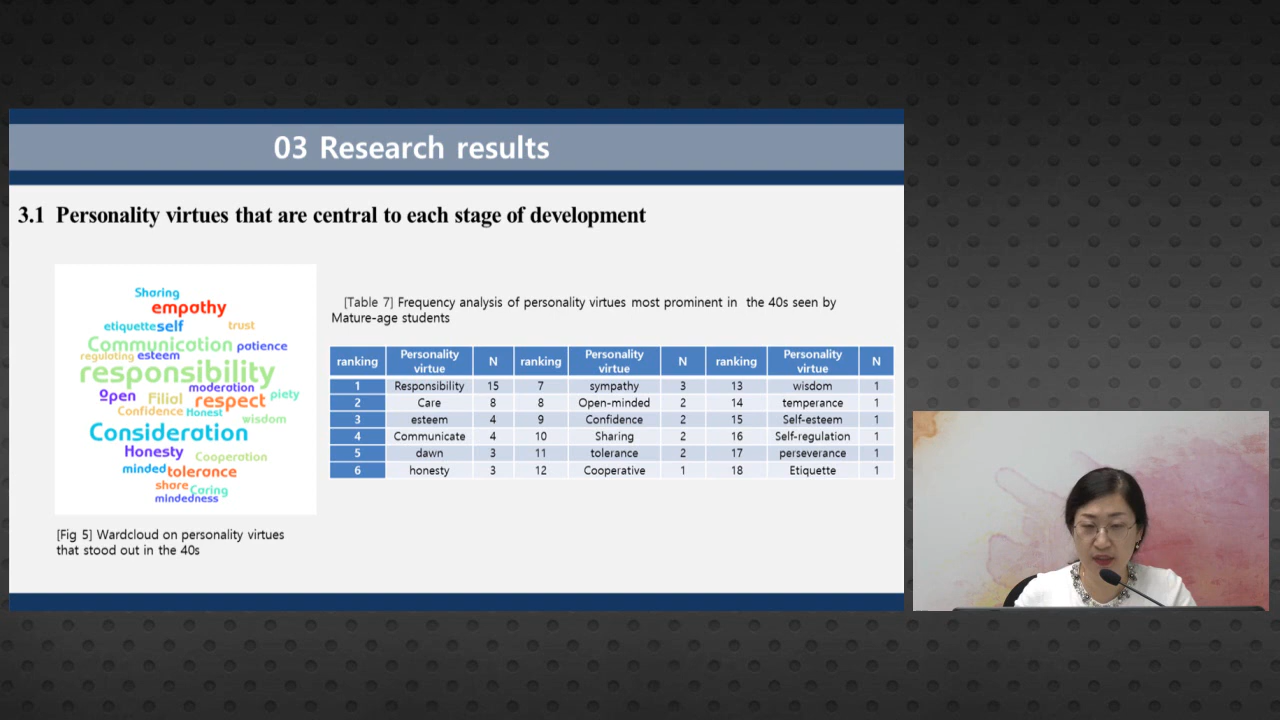 03 Research results
3.1 Personality virtues that are central to each stage of development
Sharing
empathy
etiquette self trust
Communication patience
regulating esteem
responsibility
moderation
Open Filial respect piety
Confidence Honest
wisdom
Consideration
Honesty Cooperation
minded tolerance
share Caring
mindedness
[Fig 5] Wardcloud on personality virtues
that stood out in the 40s
[Table 7] Frequency analysis of personality virtues most prominent in the 40s seen by
Mature-age students
ranking Personality virtue N ranking Personality virtue N ranking Personality virtue N
1 Responsibility 15 7 sympathy 3 13 wisdom 1
2 Care 8 8 Open-minded 2 14 temperance 1
3 esteem 4 9 Confidence 2 15 Self-esteem 1
4 Communicate 4 10 Sharing 2 16 Self-regulation 1
5 dawn 3 11 tolerance 2 17 perseverance 1
6 honesty 3 12 Cooperative 1 18 Etiquette 1